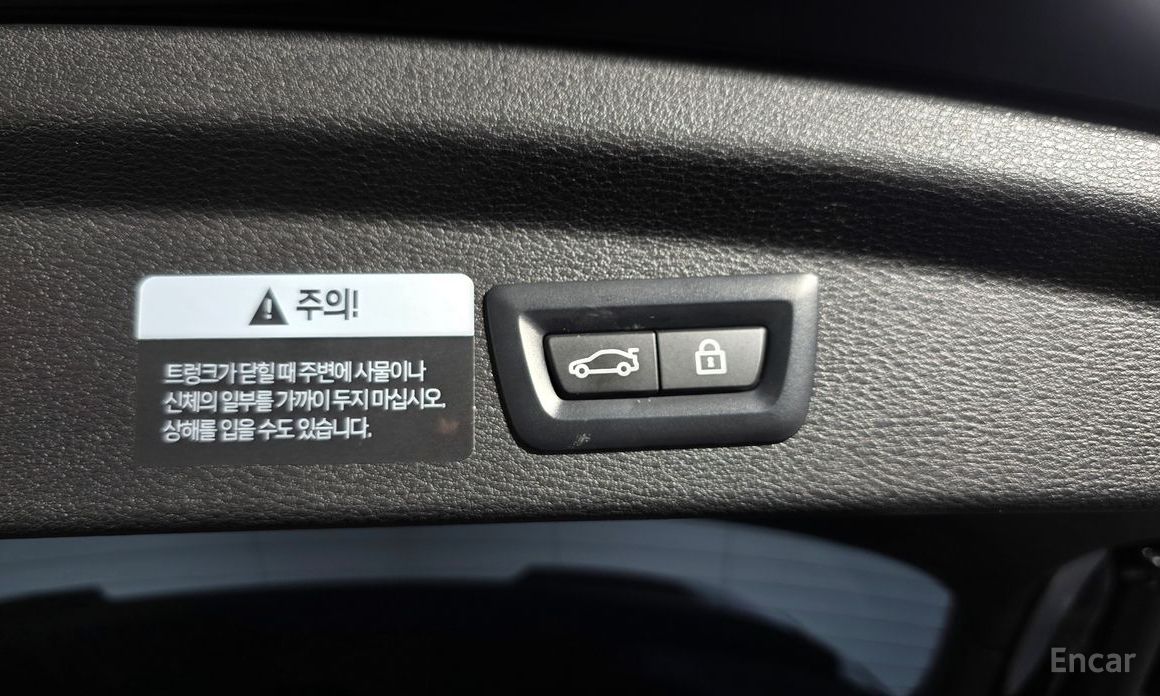 주의!
트렁크가 닫힐 때 주변에 사물이나
신체의 일부를 가까이 두지 마십시오.
상해를 입을 수도 있습니다.
Encar